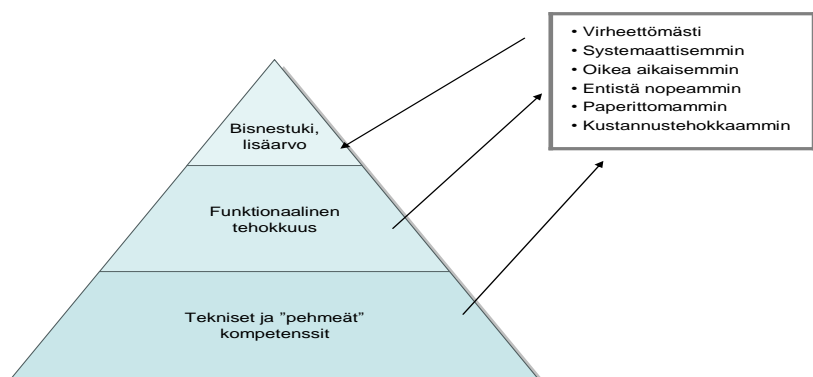 • Virheettömästi
• Systemaattisemmin
• Oikea aikaisemmin
• Entistä nopeammin
• Paperittomammin
• Kustannustehokkaammin
Bisnestuki,
lisäarvo
Funktionaalinen
tehokkuus
Tekniset ja ”pehmeät”
kompetenssit